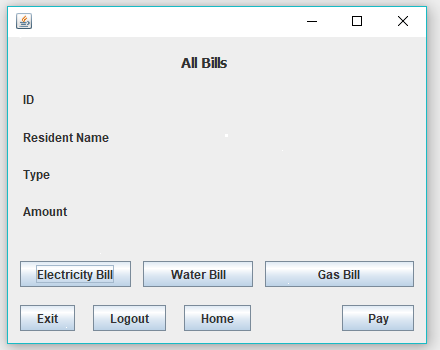 All Bills
ID
Resident Name
Type
Amount
Electricity Bill Water Bill Gas Bill
Exit Logout Home Pay